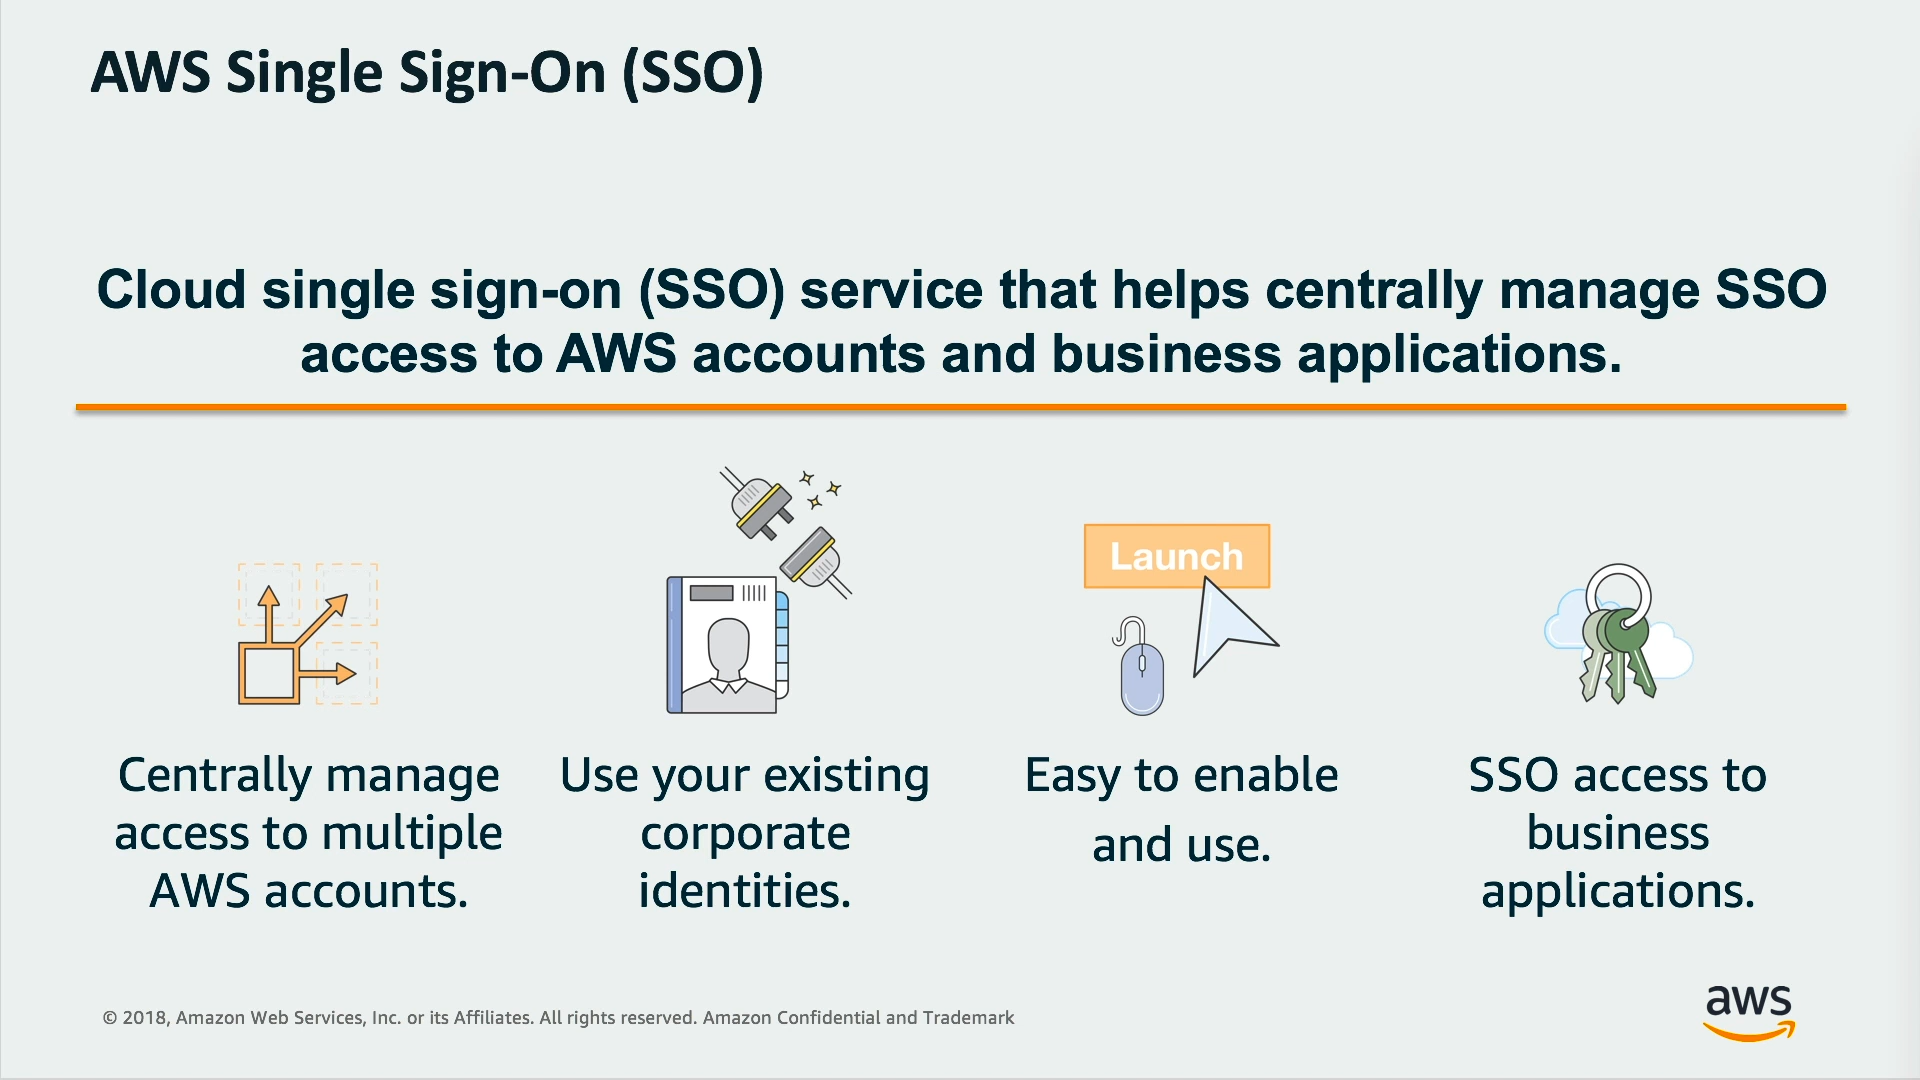 AWS Single Sign-On (SSO)
Cloud single sign-on (SSO) service that helps centrally manage SSO
access to AWS accounts and business applications.
Launch
Centrally manage
access to multiple
AWS accounts.
Use your existing
corporate
identities.
Easy to enable
and use.
SSO access to
business
applications.
© 2018, Amazon Web Services, Inc. or its Affiliates. All rights reserved. Amazon Confidential and Trademark
aws